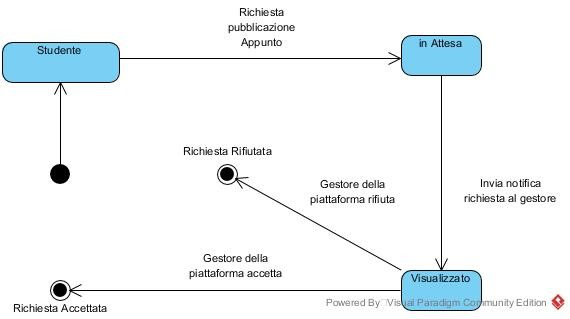 Richiesta
pubblicazione
Appunto
Studente
in Attesa
Richiesta Rifiutata
Gestore della
piattaforma rifiuta
Invia notifica
richiesta al gestore
Gestore della
piattaforma accetta
Visualizzato
Richiesta Accettata
Powered By Visual Paradigm Community Edition